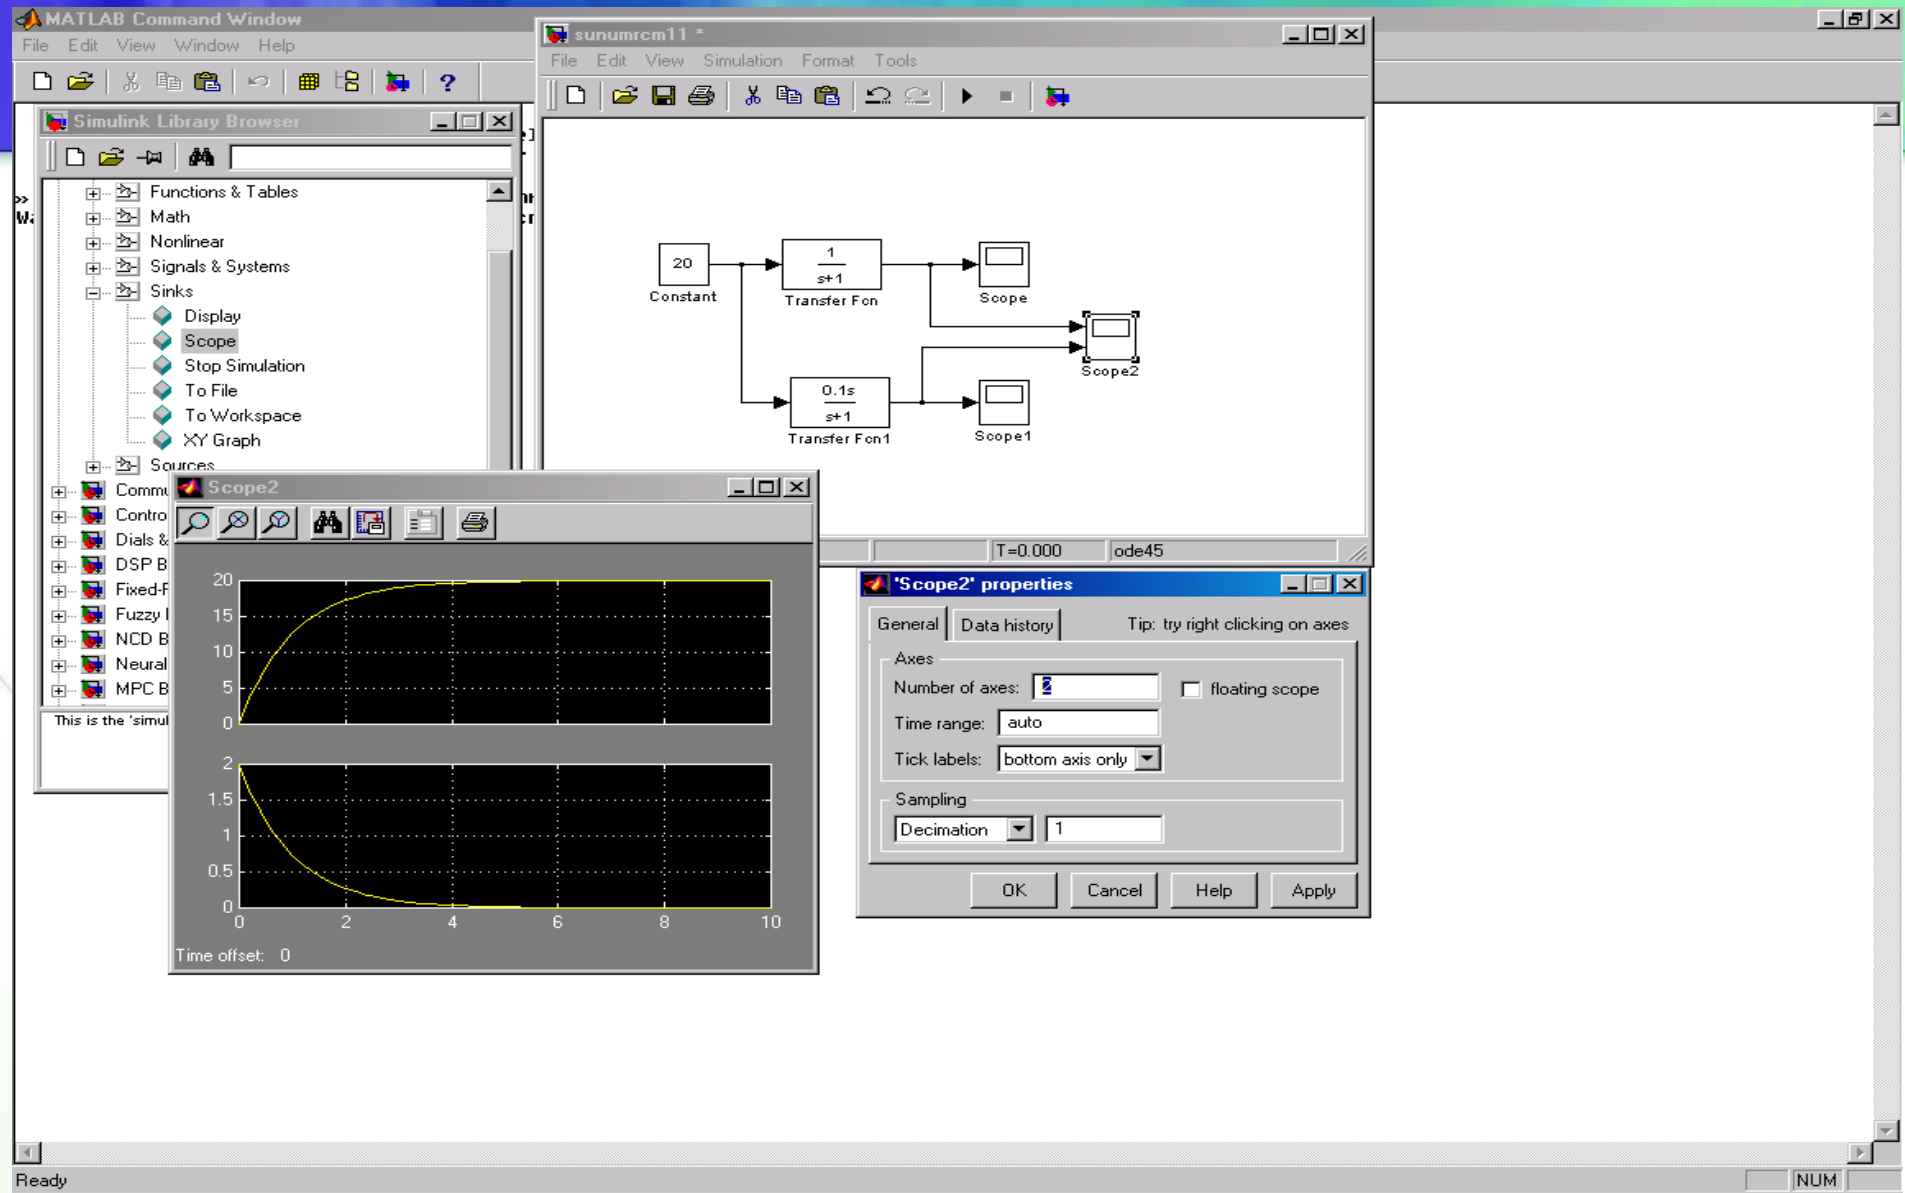 MATLAB Command Window
File Edit View Window Help
Simulink Library Browser
Functions & Tables
Math
Nonlinear
Signals & Systems
Sinks
Display
Scope
Stop Simulation
To File
To Workspace
XY Graph
Sources
Commu
Contro
Dials &
DSP B
Fixed-F
Fuzzy
NCD B
Neural
MPC B
This is the 'simul
>>
sunumrcm11 *
File Edit View Simulation Format Tools
20
Constant
1
s+1
Transfer Fcn
Scope
Scope2
0.1s
s+1
Transfer Fcn1
Scope1
T=0.000 ode45
Scope2
20
15
10
5
0
2
1.5
1
0.5
0
0 2 4 6 8 10
Time offset: 0
'Scope2' properties
General Data history Tip: try right clicking on axes
Axes
Number of axes: 2 floating scope
Time range: auto
Tick labels: bottom axis only
Sampling
Decimation 1
OK Cancel Help Apply
Ready NUM